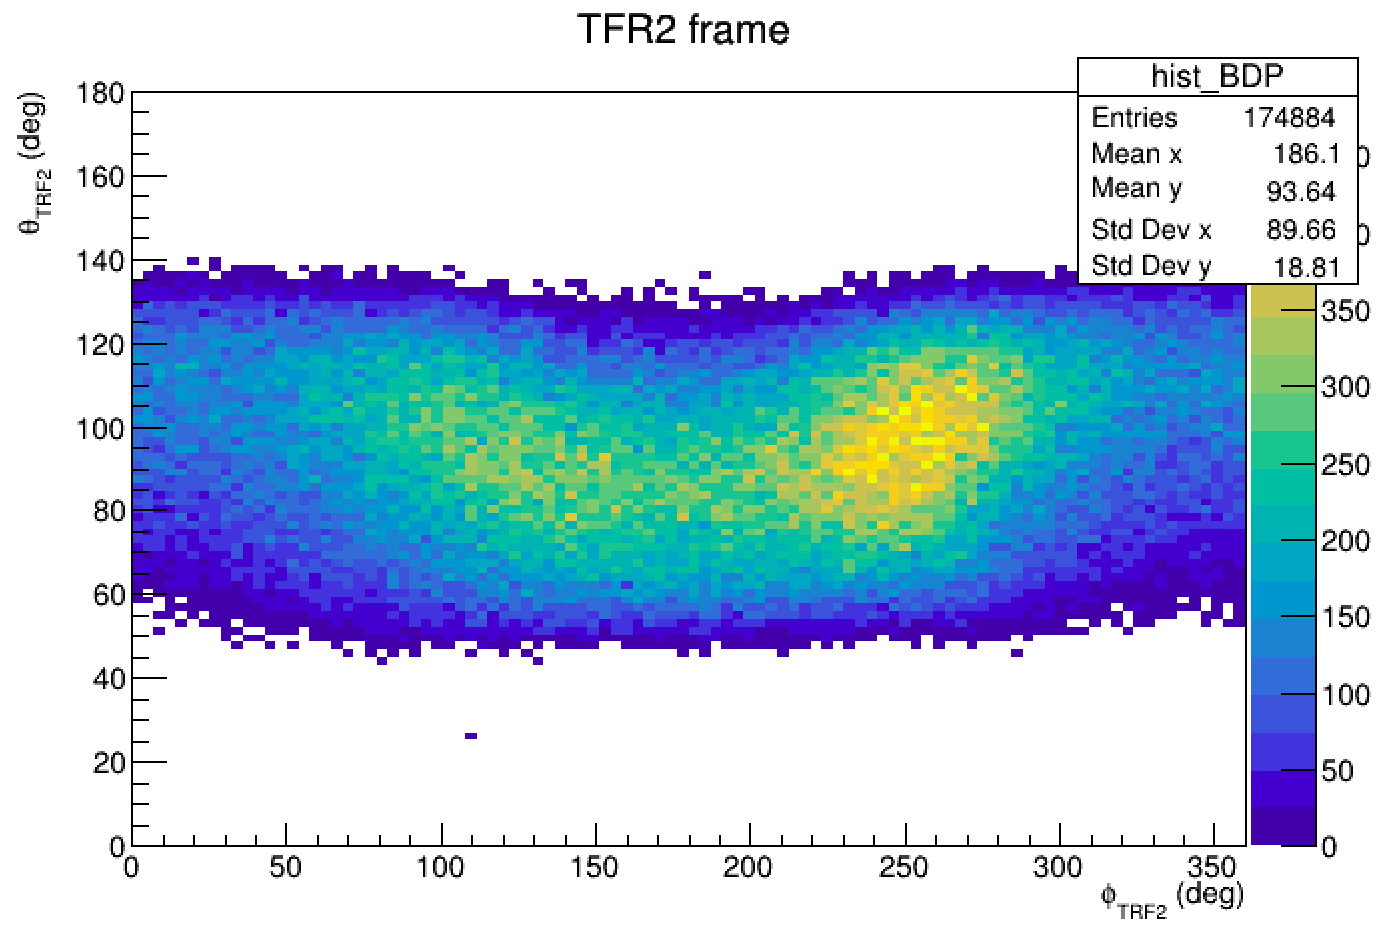 TFR2 frame
hist_BDP
Entries 174884
Mean x 186.1
Mean y 93.64
Std Dev x 89.66
Std Dev y 18.81
θTRF2 (deg)
180
160
140
120
100
80
60
40
20
0
0 50 100 150 200 250 300 350
ϕTRF2 (deg)
0
0
350
300
250
200
150
100
50
0